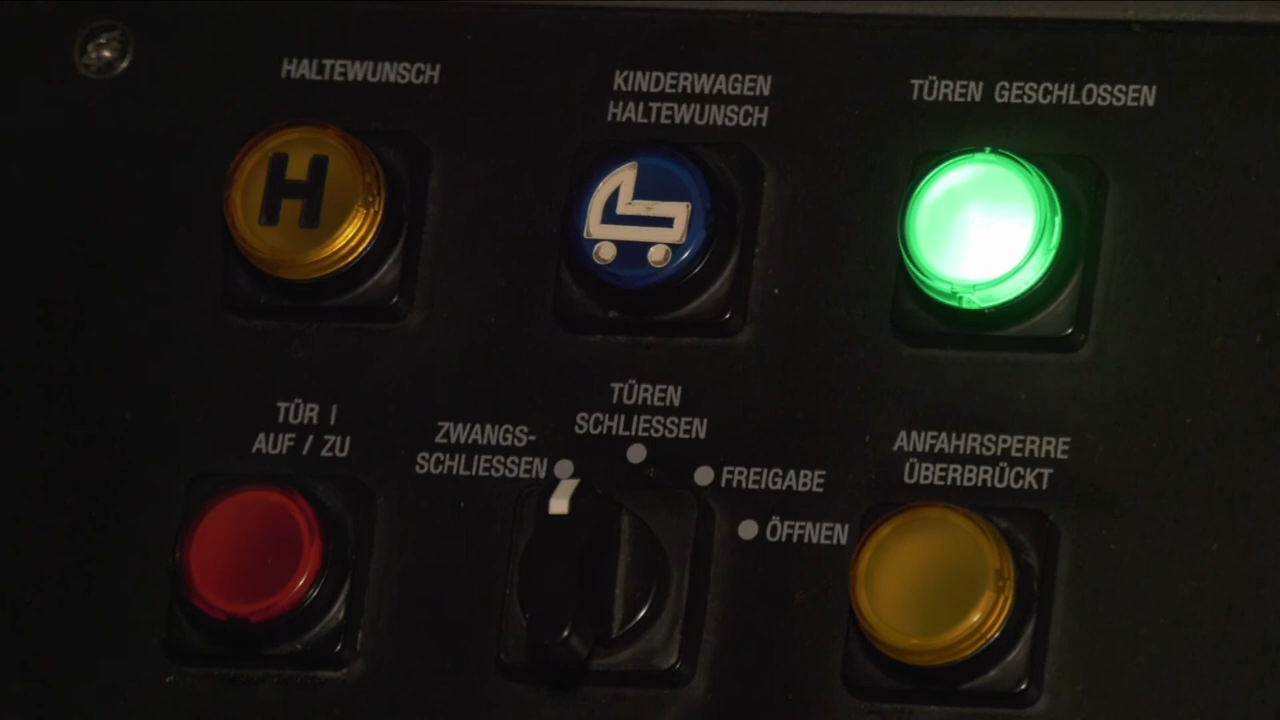 HALTEWUNSCH
KINDERWAGEN
HALTEWUNSCH
TÜREN GESCHLOSSEN
H
TÜR I
AUF / ZU
ZWANGS-
SCHLIESSEN
TÜREN
SCHLIESSEN
FREIGABE
ÖFFNEN
ANFAHRSPERRE
ÜBERBRÜCKT